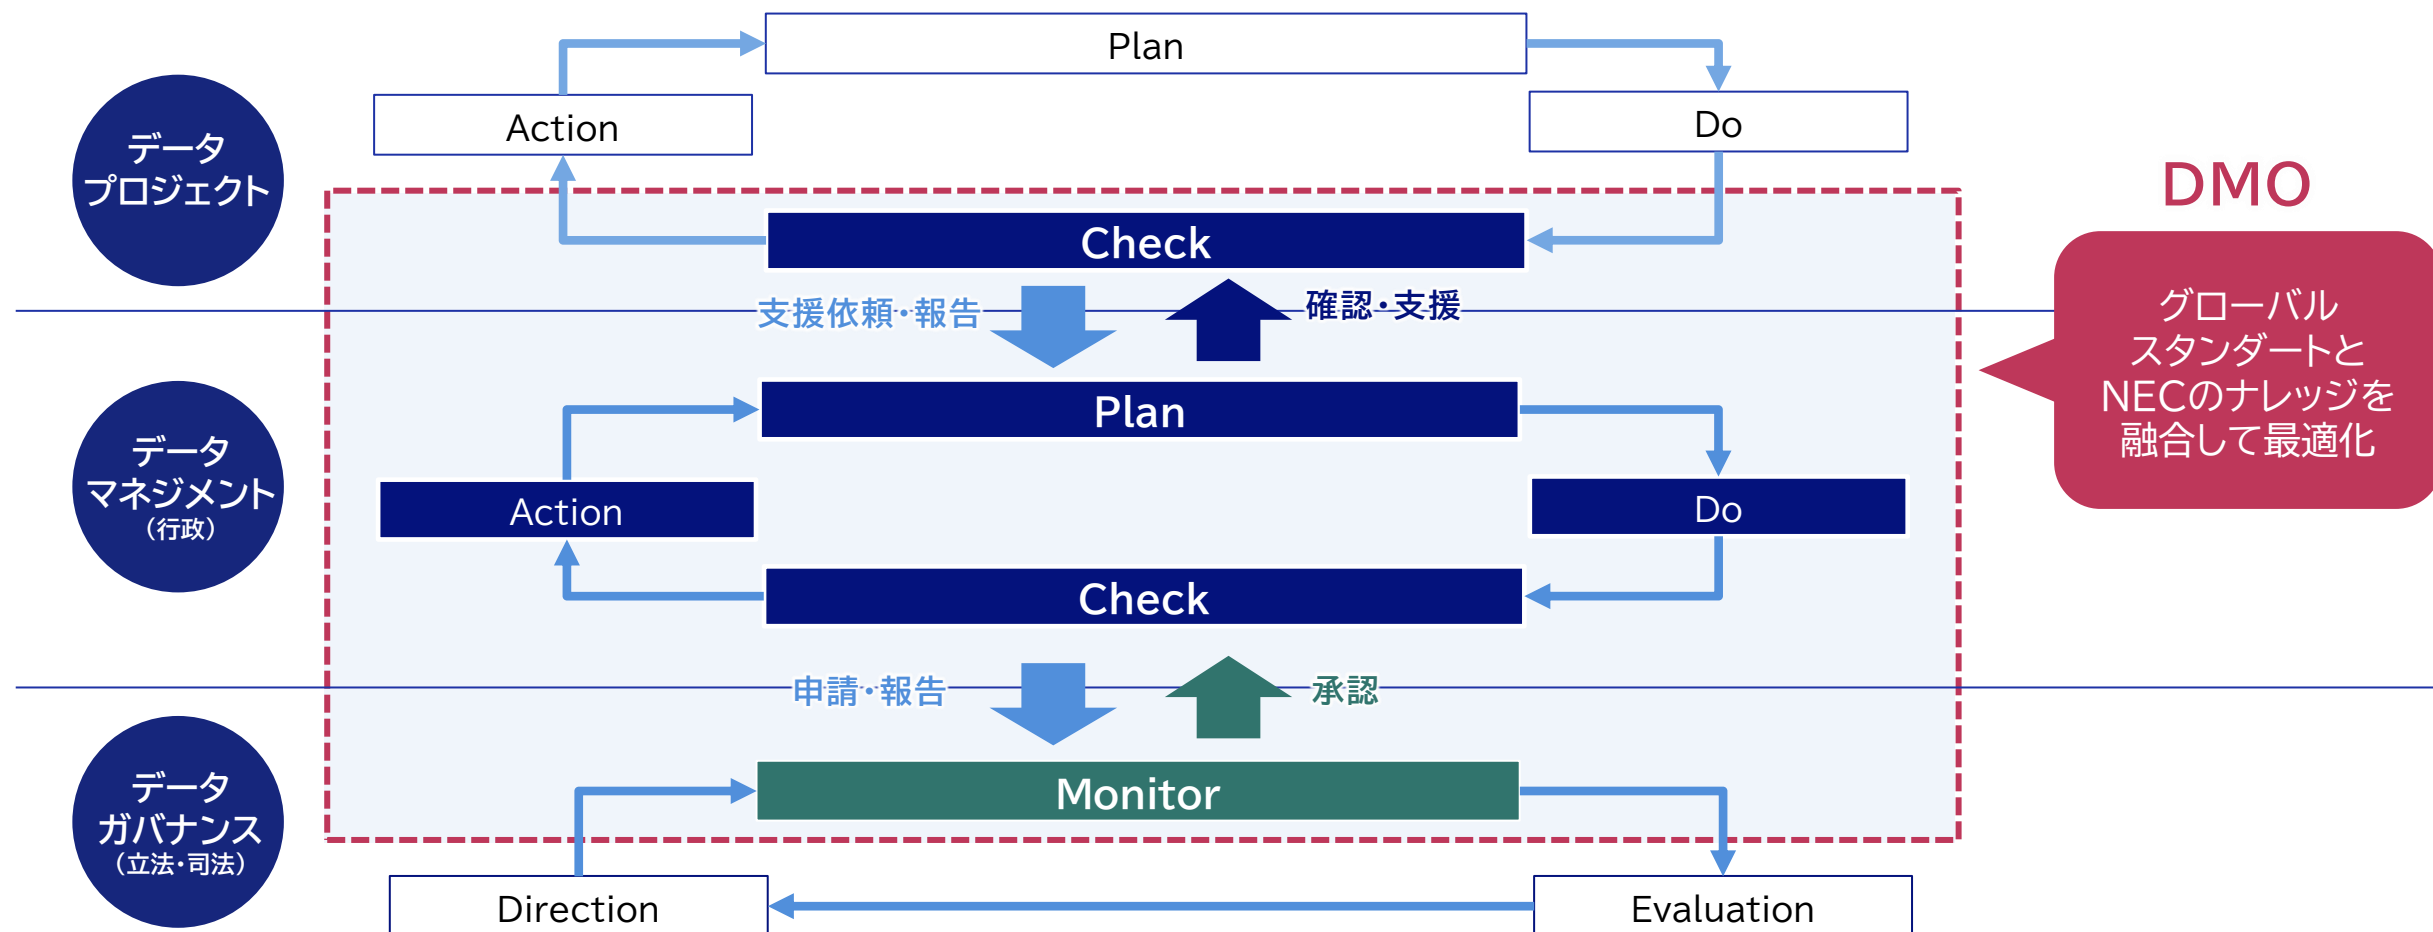 Plan
Action
Do
データ
プロジェクト
DMO
Check
支援依頼・報告
確認・支援
グローバル
スタンダートと
NECのナレッジを
融合して最適化
Plan
データ
マネジメント
（行政）
Action
Do
Check
申請・報告
承認
データ
ガバナンス
（立法・司法）
Monitor
Direction
Evaluation